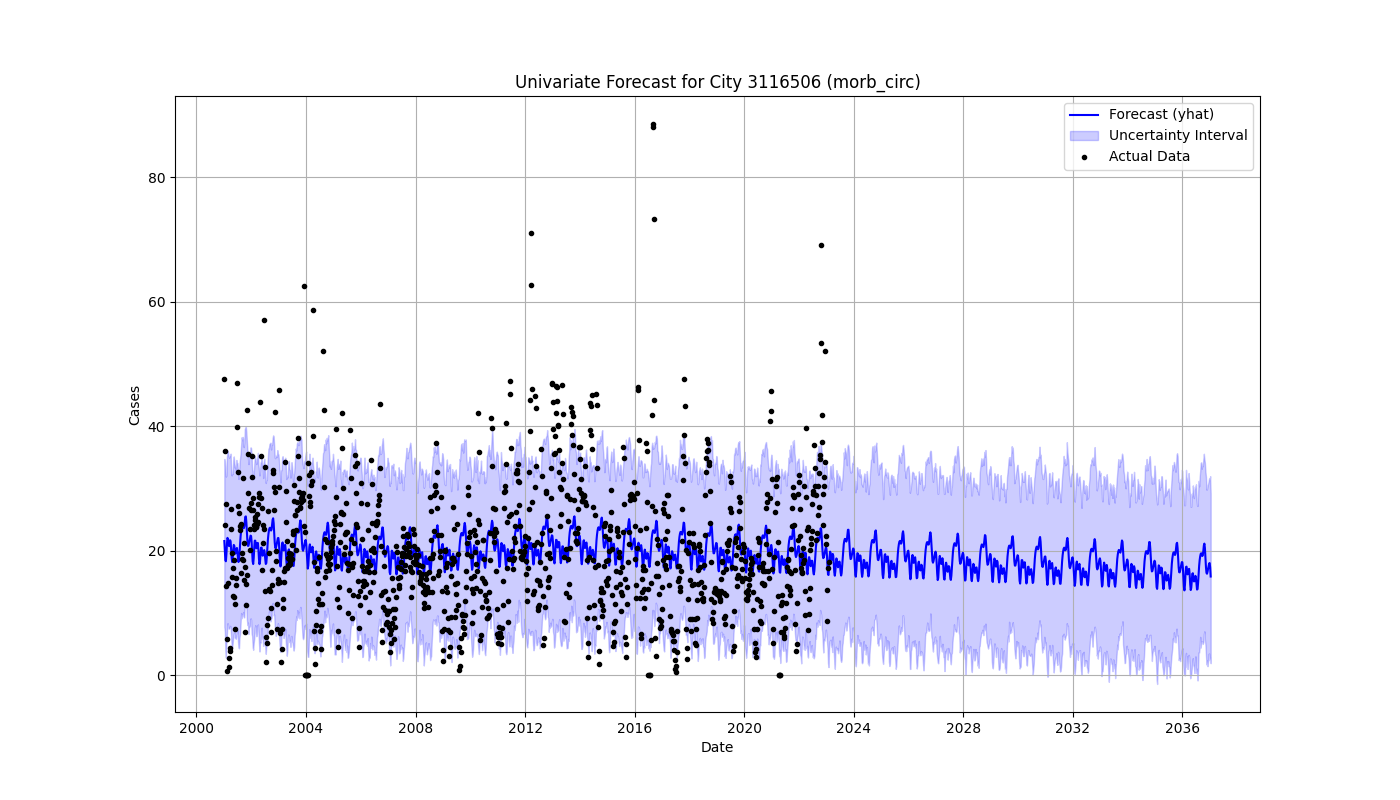 Univariate Forecast for City 3116506 (morb_circ)
Forecast (yhat)
Uncertainty Interval
Actual Data
Cases
80
60
40
20
0
2000 2004 2008 2012 2016 2020 2024 2028 2032 2036
Date